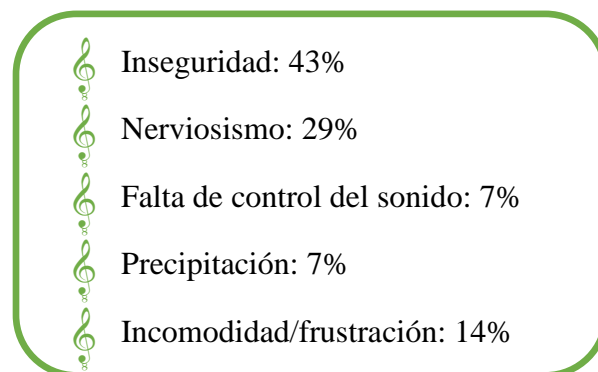 Inseguridad: 43%
Nerviosismo: 29%
Falta de control del sonido: 7%
Precipitación: 7%
Incomodidad/frustración: 14%